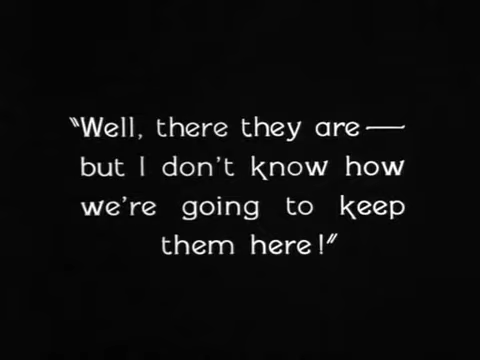 "Well, there they are—
but I don't know how
we're going to keep
them here!"